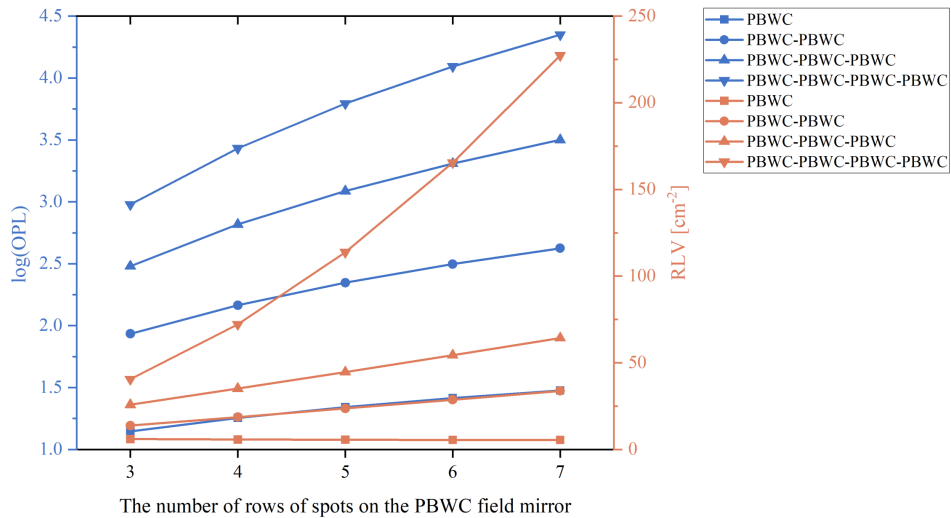 4.5
4.0
3.5
3.0
2.5
2.0
1.5
1.0
log(OPL)
3
4
5
6
7
The number of rows of spots on the PBWC field mirror
250
200
150
100
50
0
RLV [cm-2]
PBWC
PBWC-PBWC
PBWC-PBWC-PBWC
PBWC-PBWC-PBWC-PBWC
PBWC
PBWC-PBWC
PBWC-PBWC-PBWC
PBWC-PBWC-PBWC-PBWC